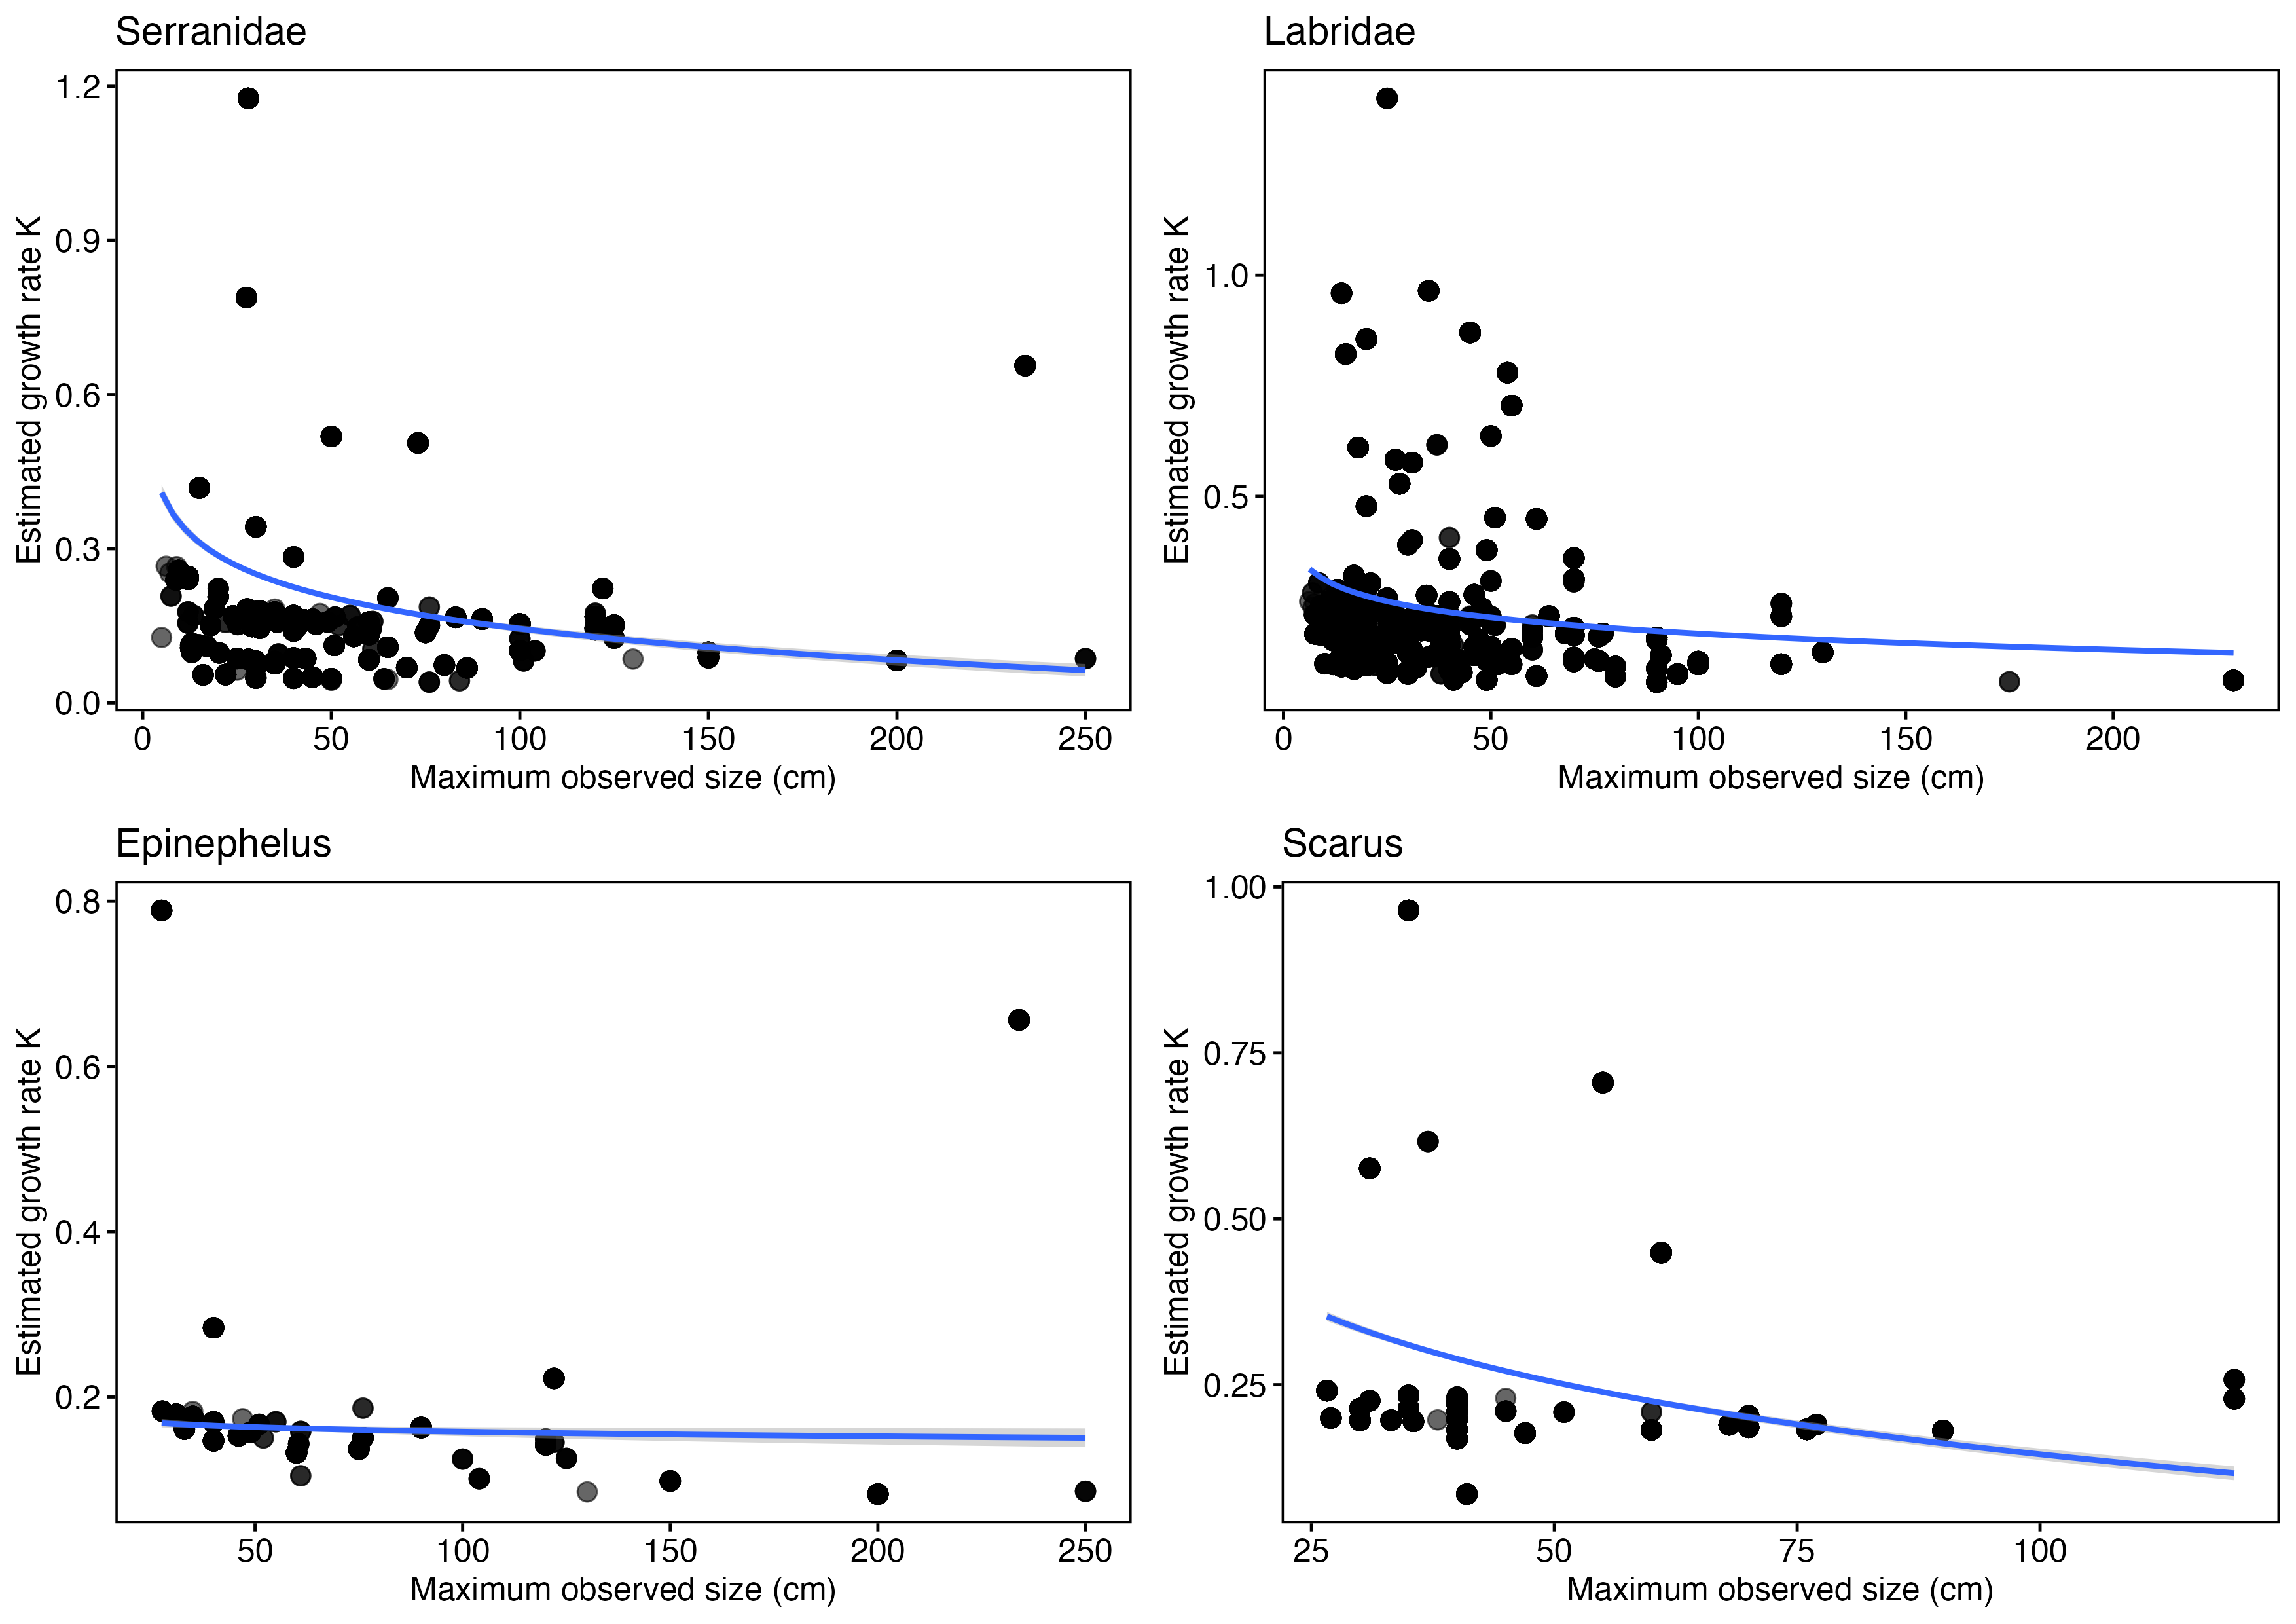 Serranidae
Estimated growth rate K
1.2
0.9
0.6
0.3
0.0
0 50 100 150 200 250
Maximum observed size (cm)
Labridae
Estimated growth rate K
1.0
0.5
0 50 100 150 200
Maximum observed size (cm)
Epinephelus
Estimated growth rate K
0.8
0.6
0.4
0.2
50 100 150 200 250
Maximum observed size (cm)
Scarus
Estimated growth rate K
1.00
0.75
0.50
0.25
25 50 75 100
Maximum observed size (cm)